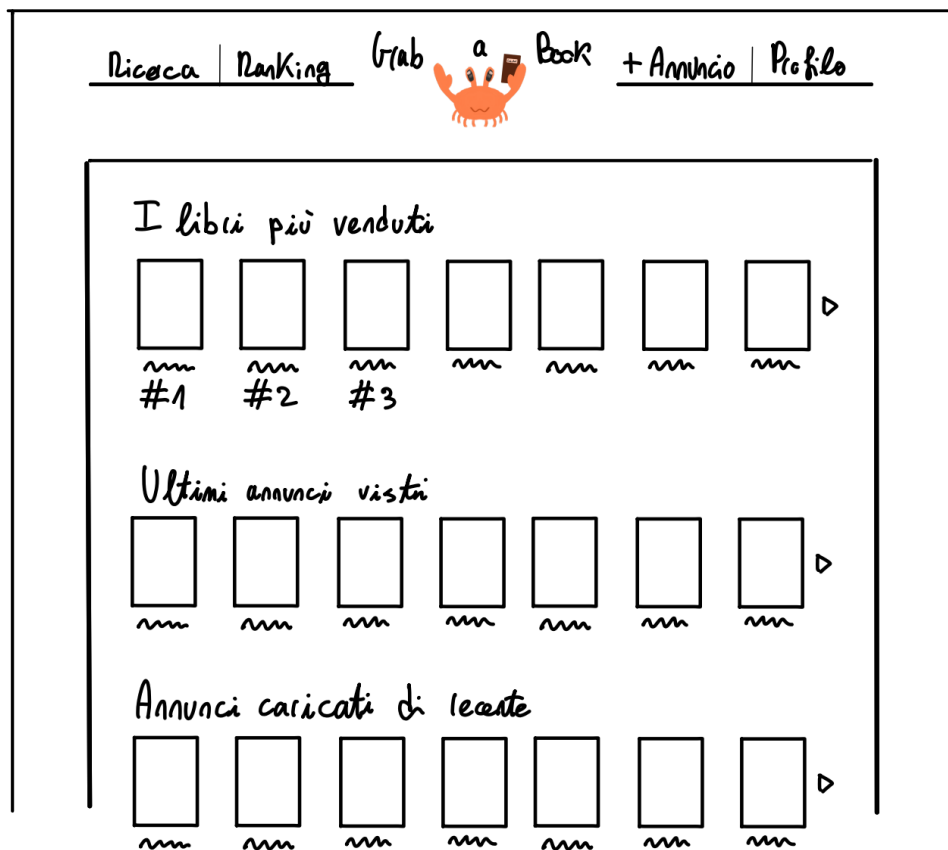 Ricerca | Ranking Grab a Book + Annuncio | Profilo
I libri più venduti
#1 #2 #3
Ultimi annunci visti
Annunci caricati di recente